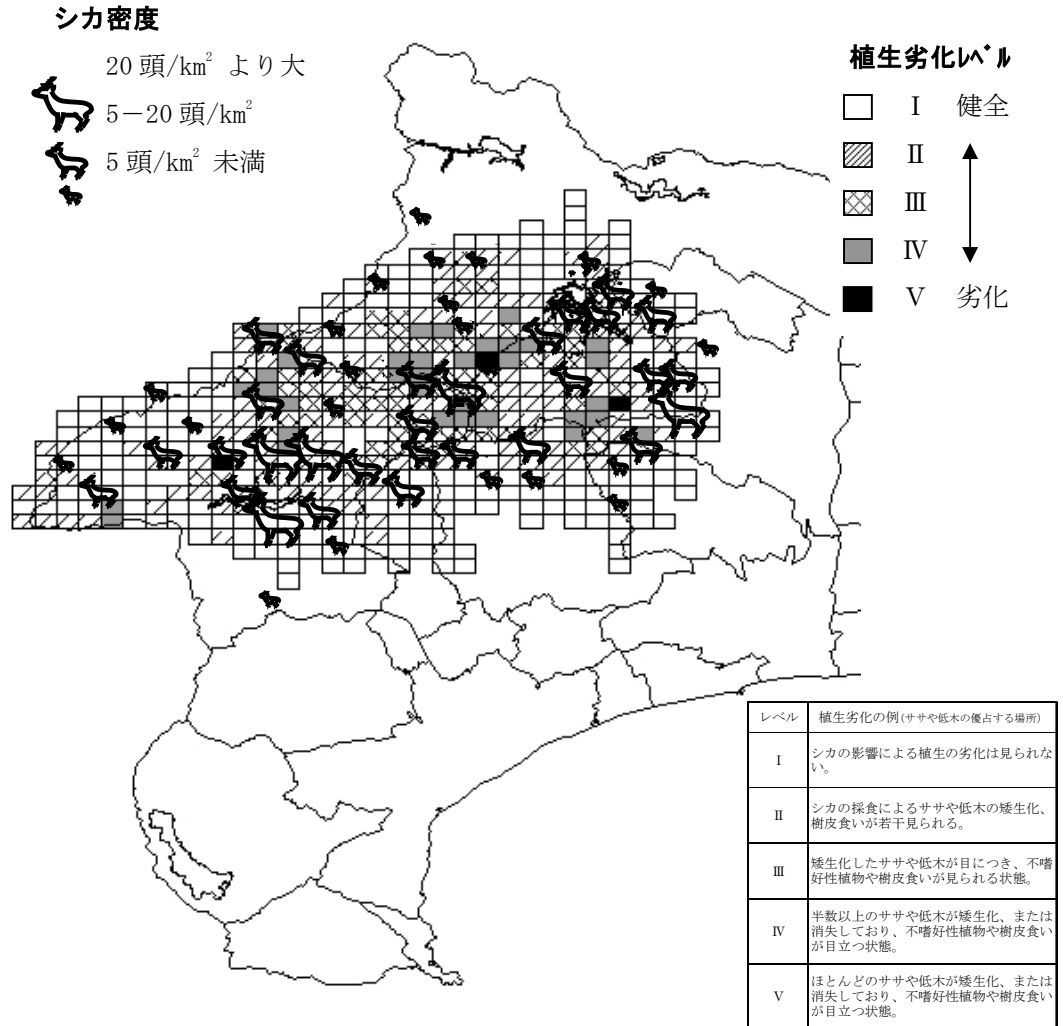 シカ密度
20 頭/km² より大
5－20 頭/km²
5 頭/km² 未満
植生劣化ﾚﾍﾞﾙ
Ⅰ 健全
Ⅱ
Ⅲ
Ⅳ
Ⅴ 劣化
レベル 植生劣化の例(ササや低木の優占する場所)
Ⅰ シカの影響による植生の劣化は見られな
い。
Ⅱ シカの採食によるササや低木の矮生化、
樹皮食いが若干見られる。
Ⅲ 矮生化したササや低木が目につき、不嗜
好性植物や樹皮食いが見られる状態。
Ⅳ 半数以上のササや低木が矮生化、または
消失しており、不嗜好性植物や樹皮食い
が目立つ状態。
Ⅴ ほとんどのササや低木が矮生化、または
消失しており、不嗜好性植物や樹皮食い
が目立つ状態。